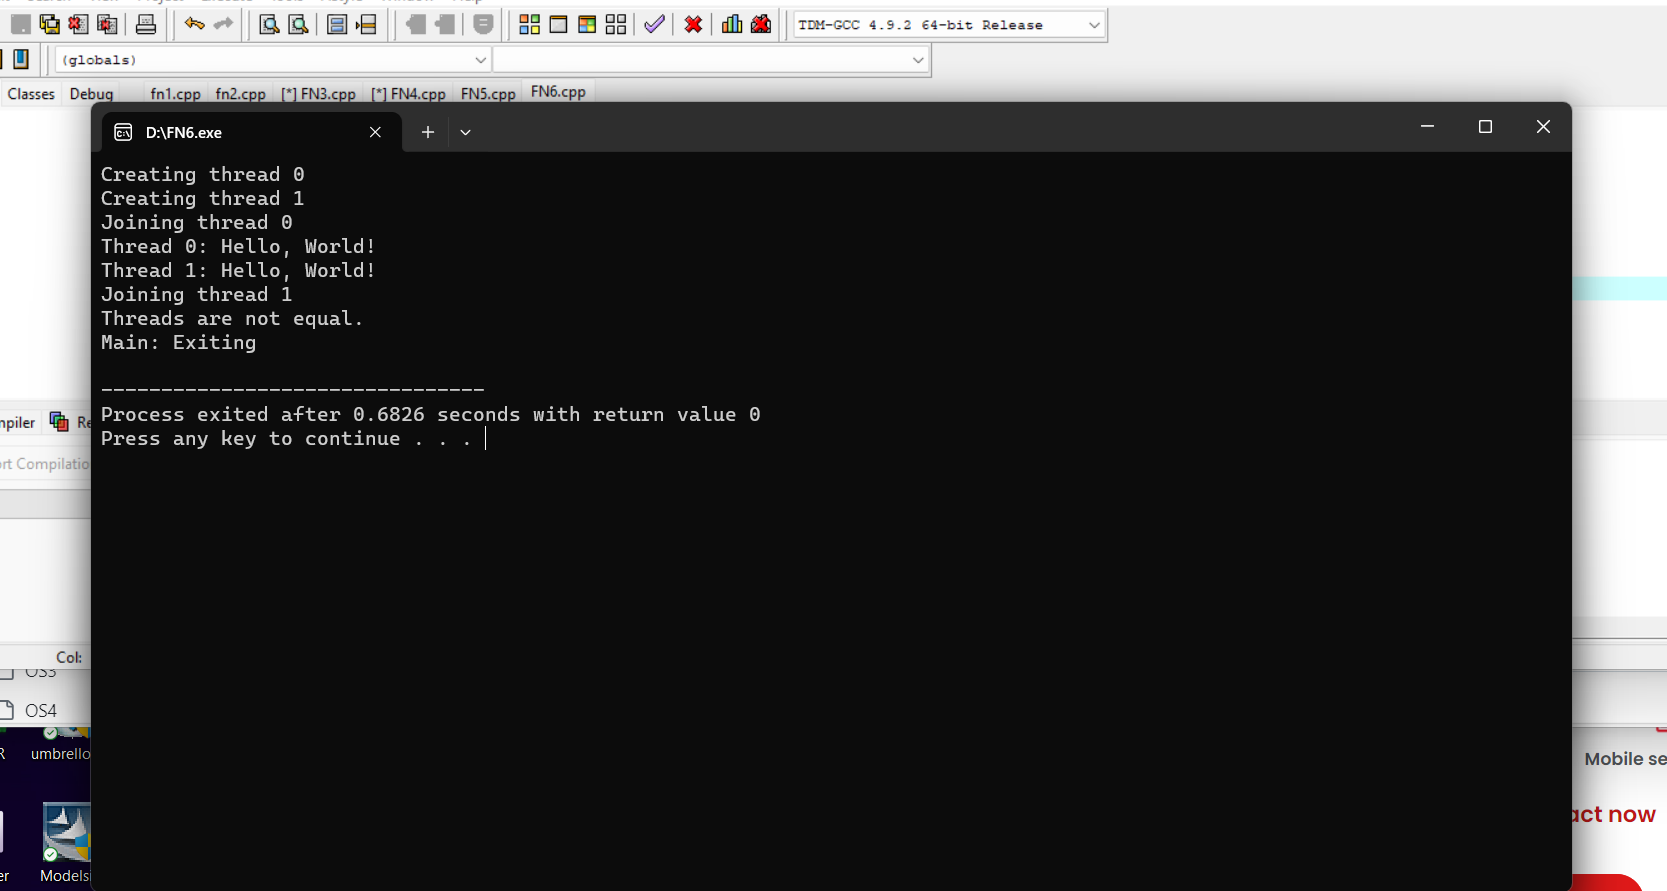 TDM-GCC 4.9.2 64-bit Release
(globals)
Classes Debug fn1.cpp fn2.cpp [*] FN3.cpp [*] FN4.cpp FN5.cpp FN6.cpp
D:\FN6.exe
Creating thread 0
Creating thread 1
Joining thread 0
Thread 0: Hello, World!
Thread 1: Hello, World!
Joining thread 1
Threads are not equal.
Main: Exiting
--------------------------------
Process exited after 0.6826 seconds with return value 0
Press any key to continue . . .
mpiler Re
rt Compilatio
Col:
OS3
OS4
R umbrello
er Models
Mobile se
act now